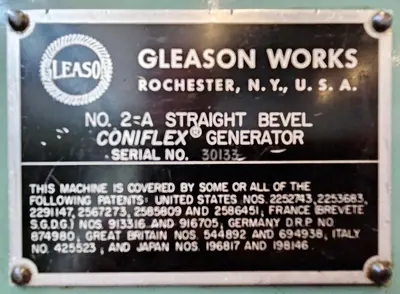 GLEASO
GLEASON WORKS
ROCHESTER, N.Y., U. S. A.
NO. 2-A STRAIGHT BEVEL
CONIFLEX® GENERATOR
SERIAL NO. 30133
THIS MACHINE IS COVERED BY SOME OR ALL OF THE
FOLLOWING PATENTS: UNITED STATES NOS. 2252743, 2253683,
2291147, 2567273, 2585809 AND 2586451; FRANCE (BREVETE
S.G.D.G.) NOS. 913316 AND 916705; GERMANY D.R.P. NO.
874980; GREAT BRITAIN NOS. 544892 AND 694938; ITALY
NO. 425523; AND JAPAN NOS. 196817 AND 198146.